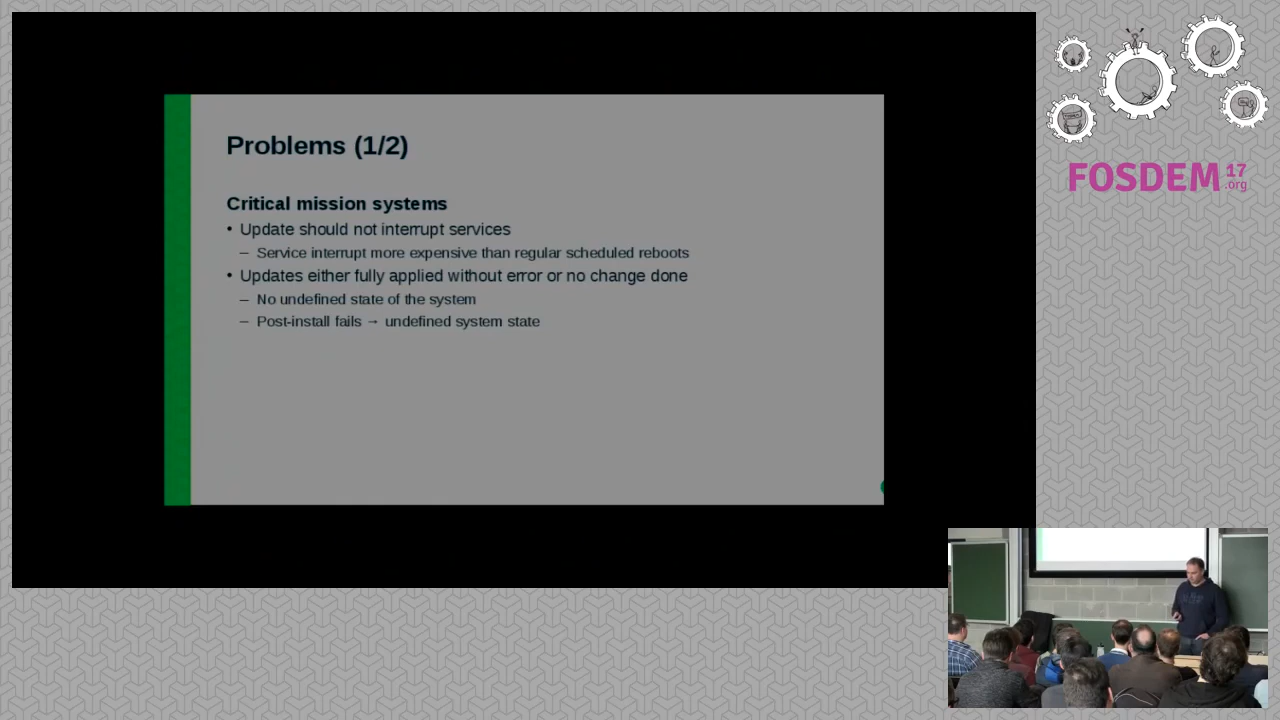 Problems (1/2)
Critical mission systems
• Update should not interrupt services
– Service interrupt more expensive than regular scheduled reboots
• Updates either fully applied without error or no change done
– No undefined state of the system
– Post-install fails → undefined system state
FOSDEM 17
.org